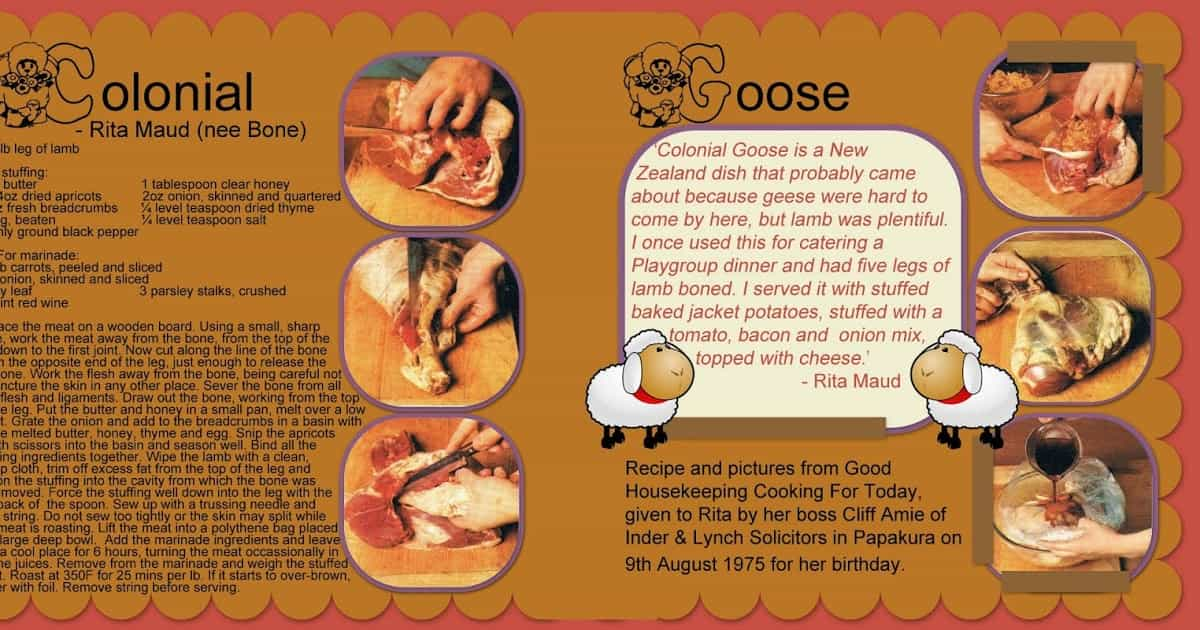 Colonial
- Rita Maud (nee Bone)
lb leg of lamb
stuffing:
butter 1 tablespoon clear honey
4oz dried apricots 2oz onion, skinned and quartered
z fresh breadcrumbs ¼ level teaspoon dried thyme
g, beaten ¼ level teaspoon salt
hly ground black pepper
For marinade:
b carrots, peeled and sliced
onion, skinned and sliced
y leaf 3 parsley stalks, crushed
int red wine
ace the meat on a wooden board. Using a small, sharp
, work the meat away from the bone, from the top of the
down to the first joint. Now cut along the line of the bone
n the opposite end of the leg, just enough to release the
one. Work the flesh away from the bone, being careful not
ncture the skin in any other place. Sever the bone from all
flesh and ligaments. Draw out the bone, working from the top
e leg. Put the butter and honey in a small pan, melt over a low
t. Grate the onion and add to the breadcrumbs in a basin with
e melted butter, honey, thyme and egg. Snip the apricots
th scissors into the basin and season well. Bind all the
ing ingredients together. Wipe the lamb with a clean,
p cloth, trim off excess fat from the top of the leg and
on the stuffing into the cavity from which the bone was
moved. Force the stuffing well down into the leg with the
back of the spoon. Sew up with a trussing needle and
string. Do not sew too tightly or the skin may split while
meat is roasting. Lift the meat into a polythene bag placed
large deep bowl. Add the marinade ingredients and leave
a cool place for 6 hours, turning the meat occassionally in
he juices. Remove from the marinade and weigh the stuffed
t. Roast at 350F for 25 mins per lb. If it starts to over-brown,
er with foil. Remove string before serving.
Goose
'Colonial Goose is a New
Zealand dish that probably came
about because geese were hard to
come by here, but lamb was plentiful.
I once used this for catering a
Playgroup dinner and had five legs of
lamb boned. I served it with stuffed
baked jacket potatoes, stuffed with a
tomato, bacon and onion mix,
topped with cheese.'
- Rita Maud
Recipe and pictures from Good
Housekeeping Cooking For Today,
given to Rita by her boss Cliff Amie of
Inder & Lynch Solicitors in Papakura on
9th August 1975 for her birthday.